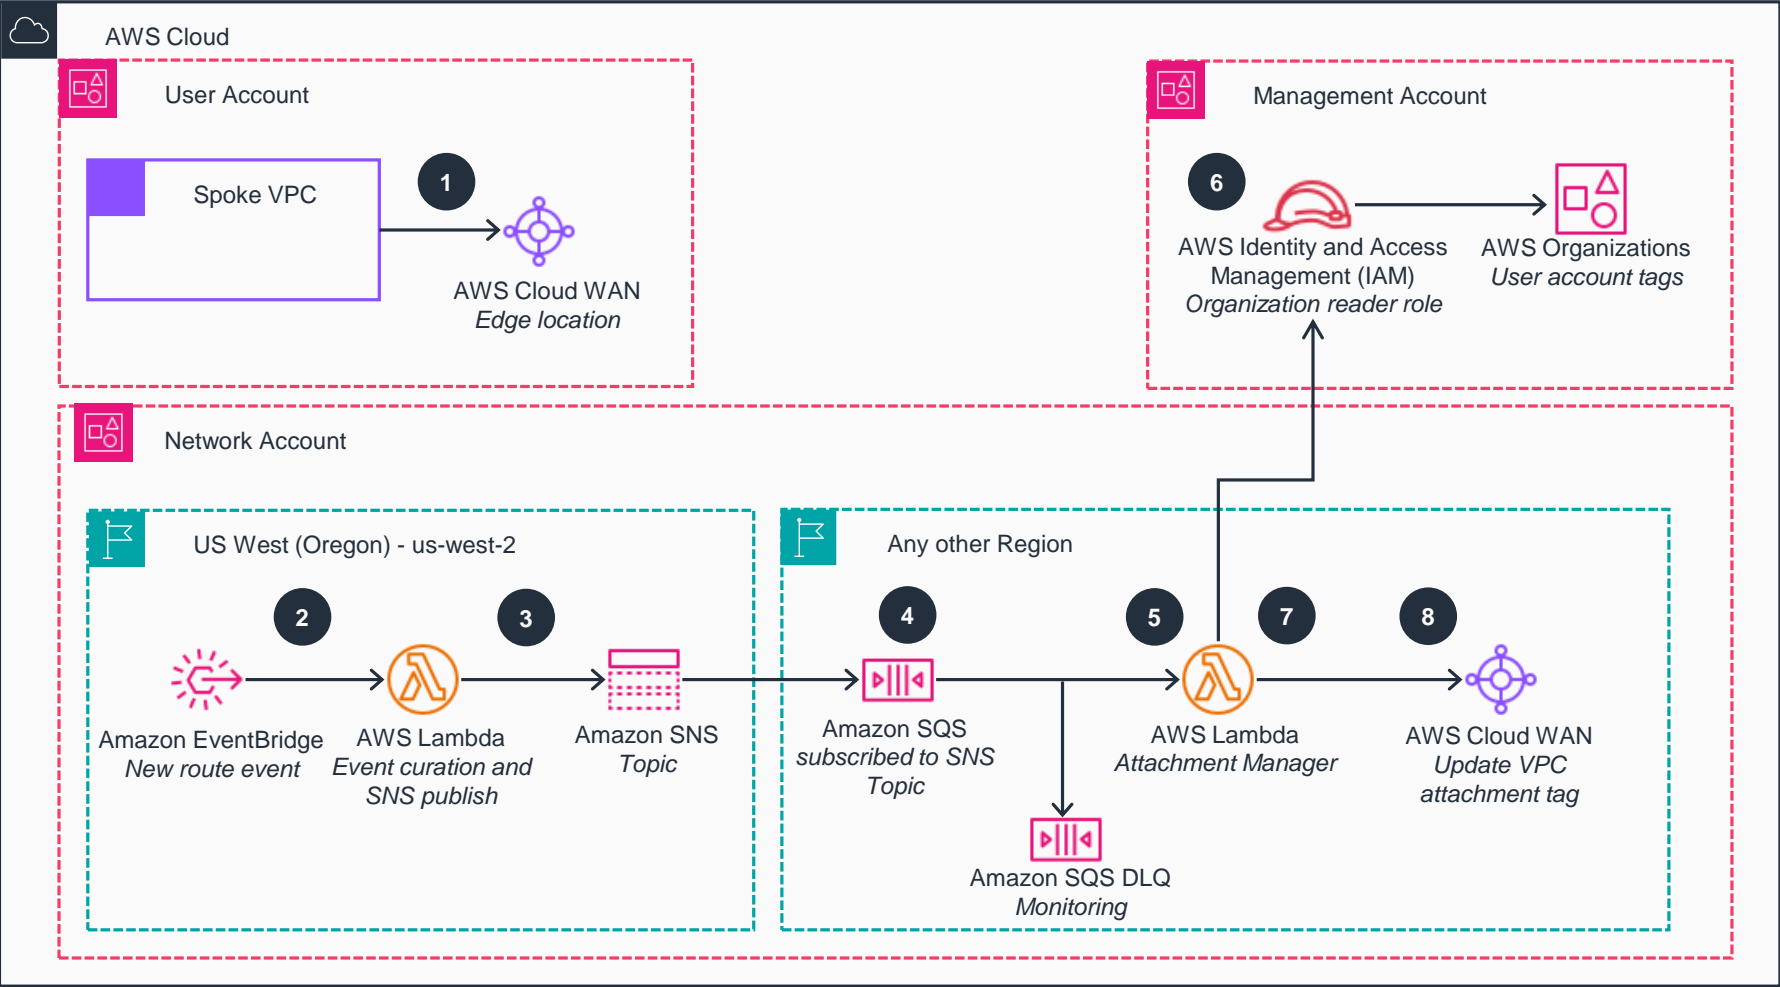 AWS Cloud
User Account
Spoke VPC
1
AWS Cloud WAN
Edge location
Management Account
6
AWS Identity and Access
Management (IAM)
Organization reader role
AWS Organizations
User account tags
Network Account
US West (Oregon) - us-west-2
2
3
Amazon EventBridge
New route event
AWS Lambda
Event curation and
SNS publish
Amazon SNS
Topic
Any other Region
4
5
7
8
Amazon SQS
subscribed to SNS
Topic
AWS Lambda
Attachment Manager
AWS Cloud WAN
Update VPC
attachment tag
Amazon SQS DLQ
Monitoring